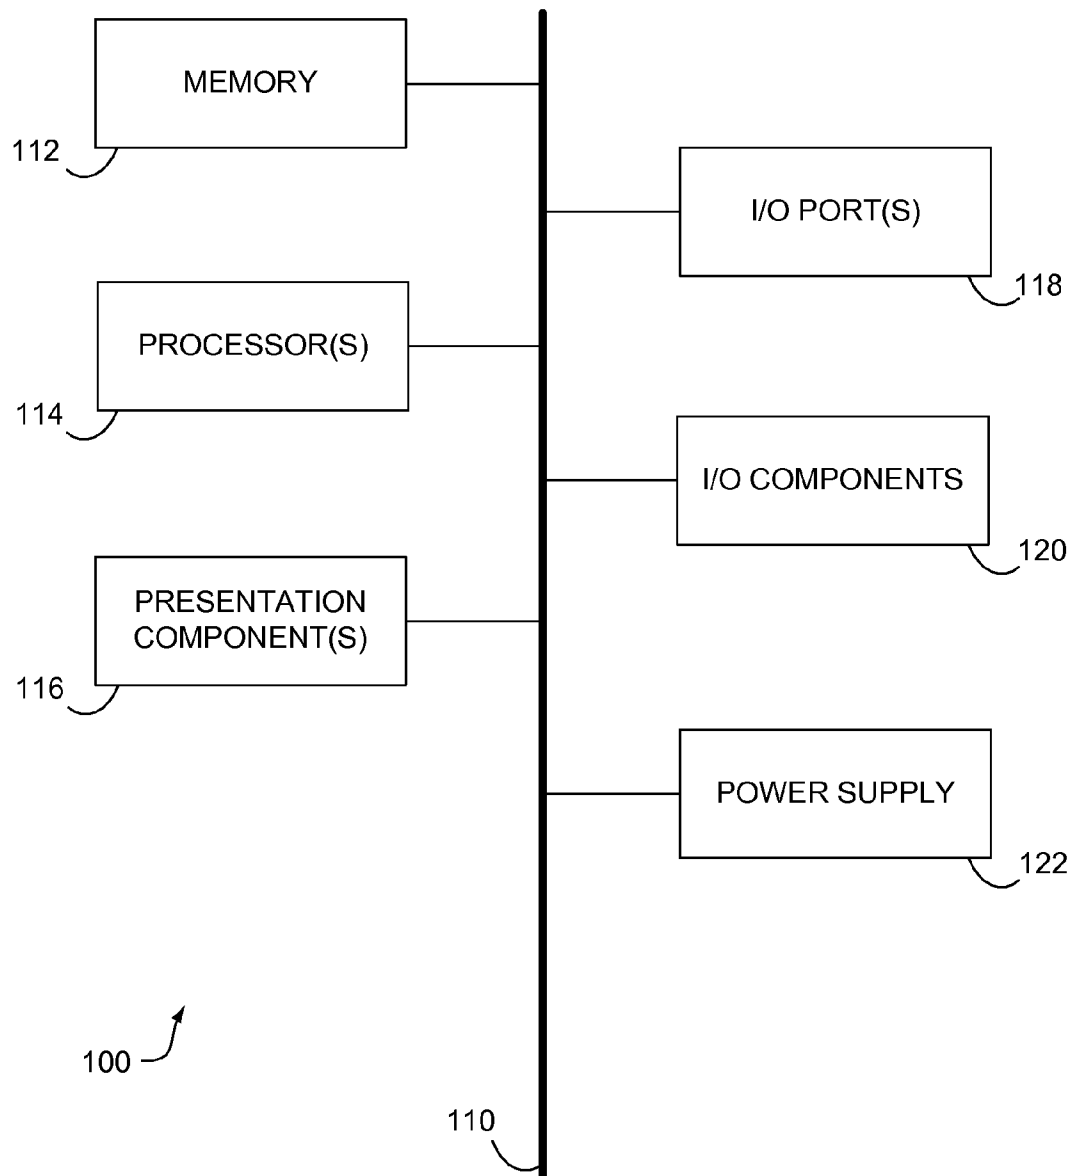 MEMORY
112
I/O PORT(S)
118
PROCESSOR(S)
114
I/O COMPONENTS
120
PRESENTATION
COMPONENT(S)
116
POWER SUPPLY
122
100
110